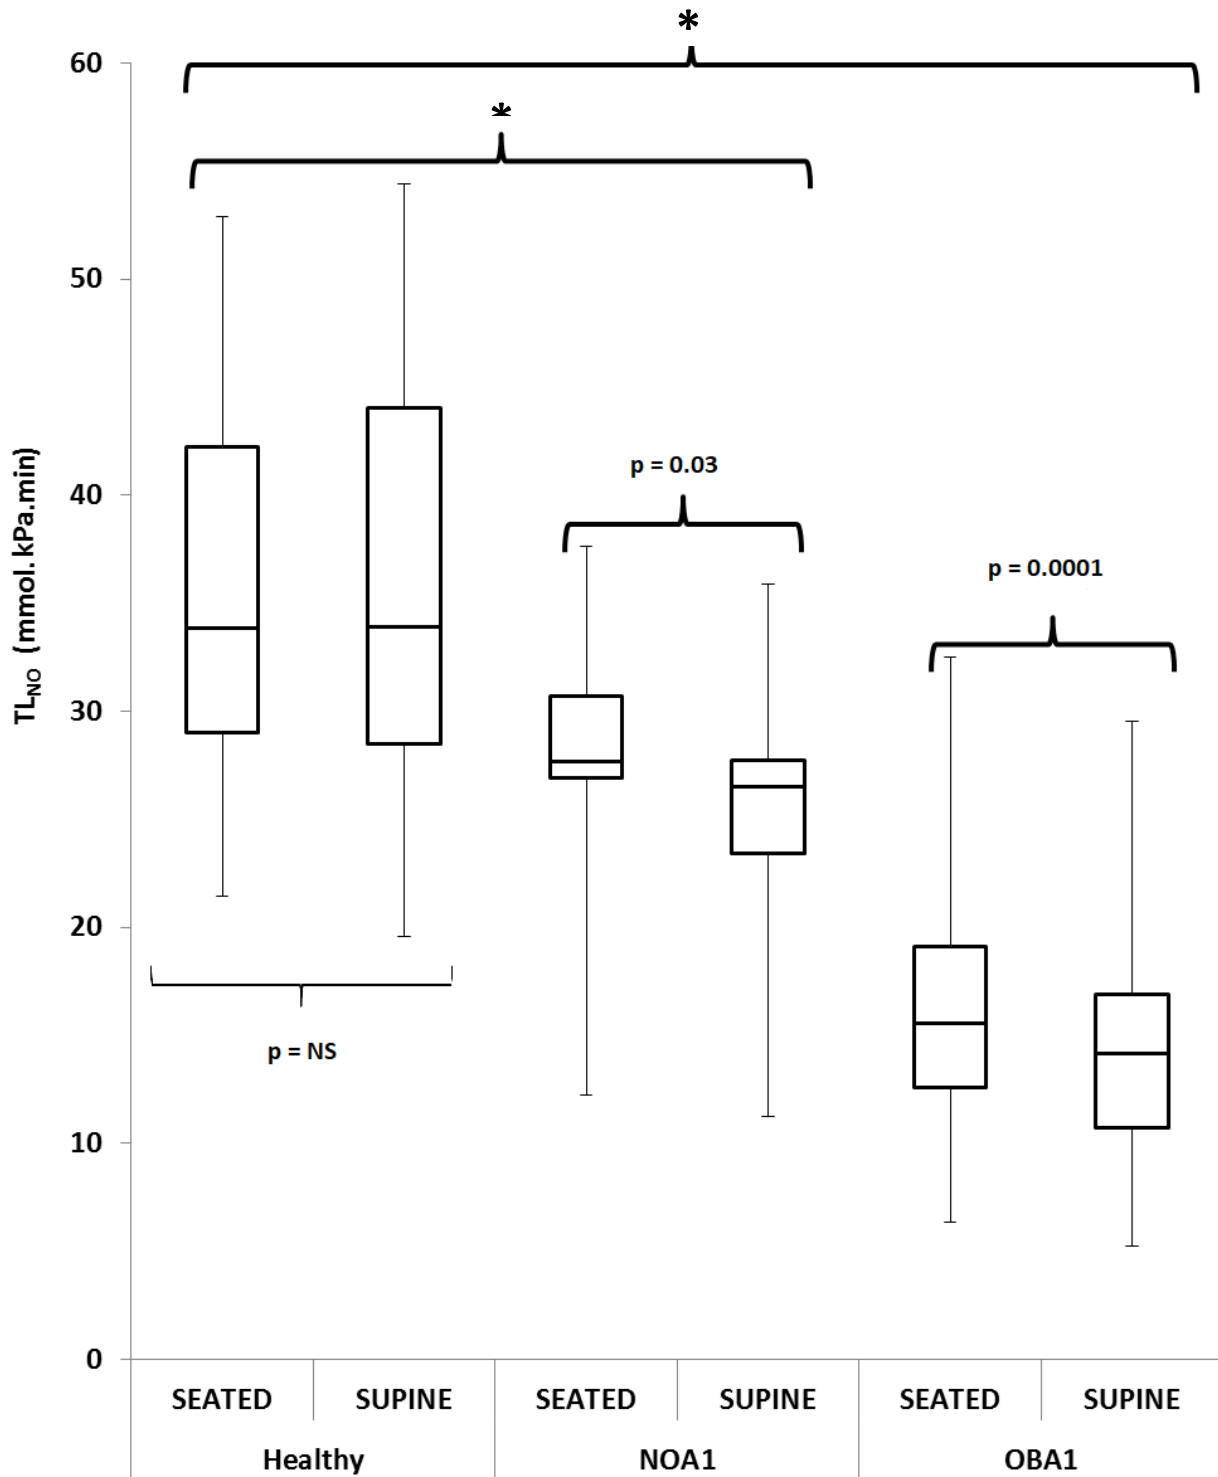 *
60
*
50
40
30
20
10
0
TLNO (mmol.kPa.min)
p = 0.03
p = 0.0001
p = NS
SEATED SUPINE SEATED SUPINE SEATED SUPINE
Healthy NOA1 OBA1